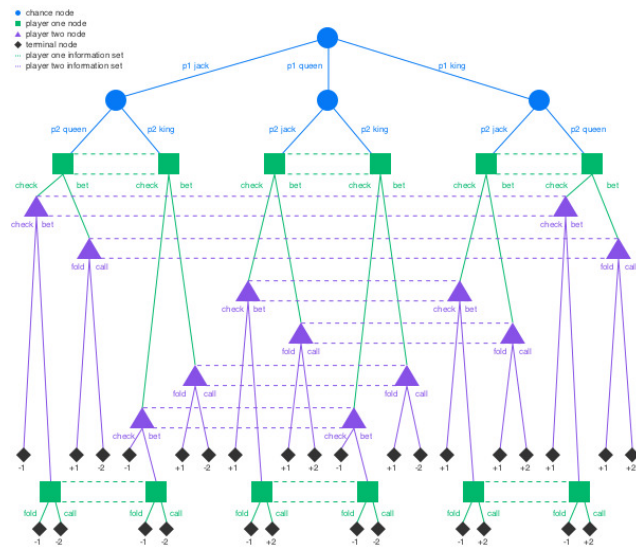 chance node
player one node
player two node
terminal node
player one information set
player two information set
p1 jack p1 queen p1 king
p2 queen p2 king p2 jack p2 king p2 jack p2 queen
check bet check bet check bet check bet check bet check bet
check bet check bet
fold call fold call
check bet check bet
fold call fold call
fold call fold call
check bet check bet
-1 +1 -2 -1 +1 -2 +1 +1 +2 -1 +1 -2 +1 +1 +2 +1 +1 +2
fold call fold call fold call fold call fold call fold call
-1 -2 -1 -2 -1 +2 -1 -2 -1 +2 -1 +2